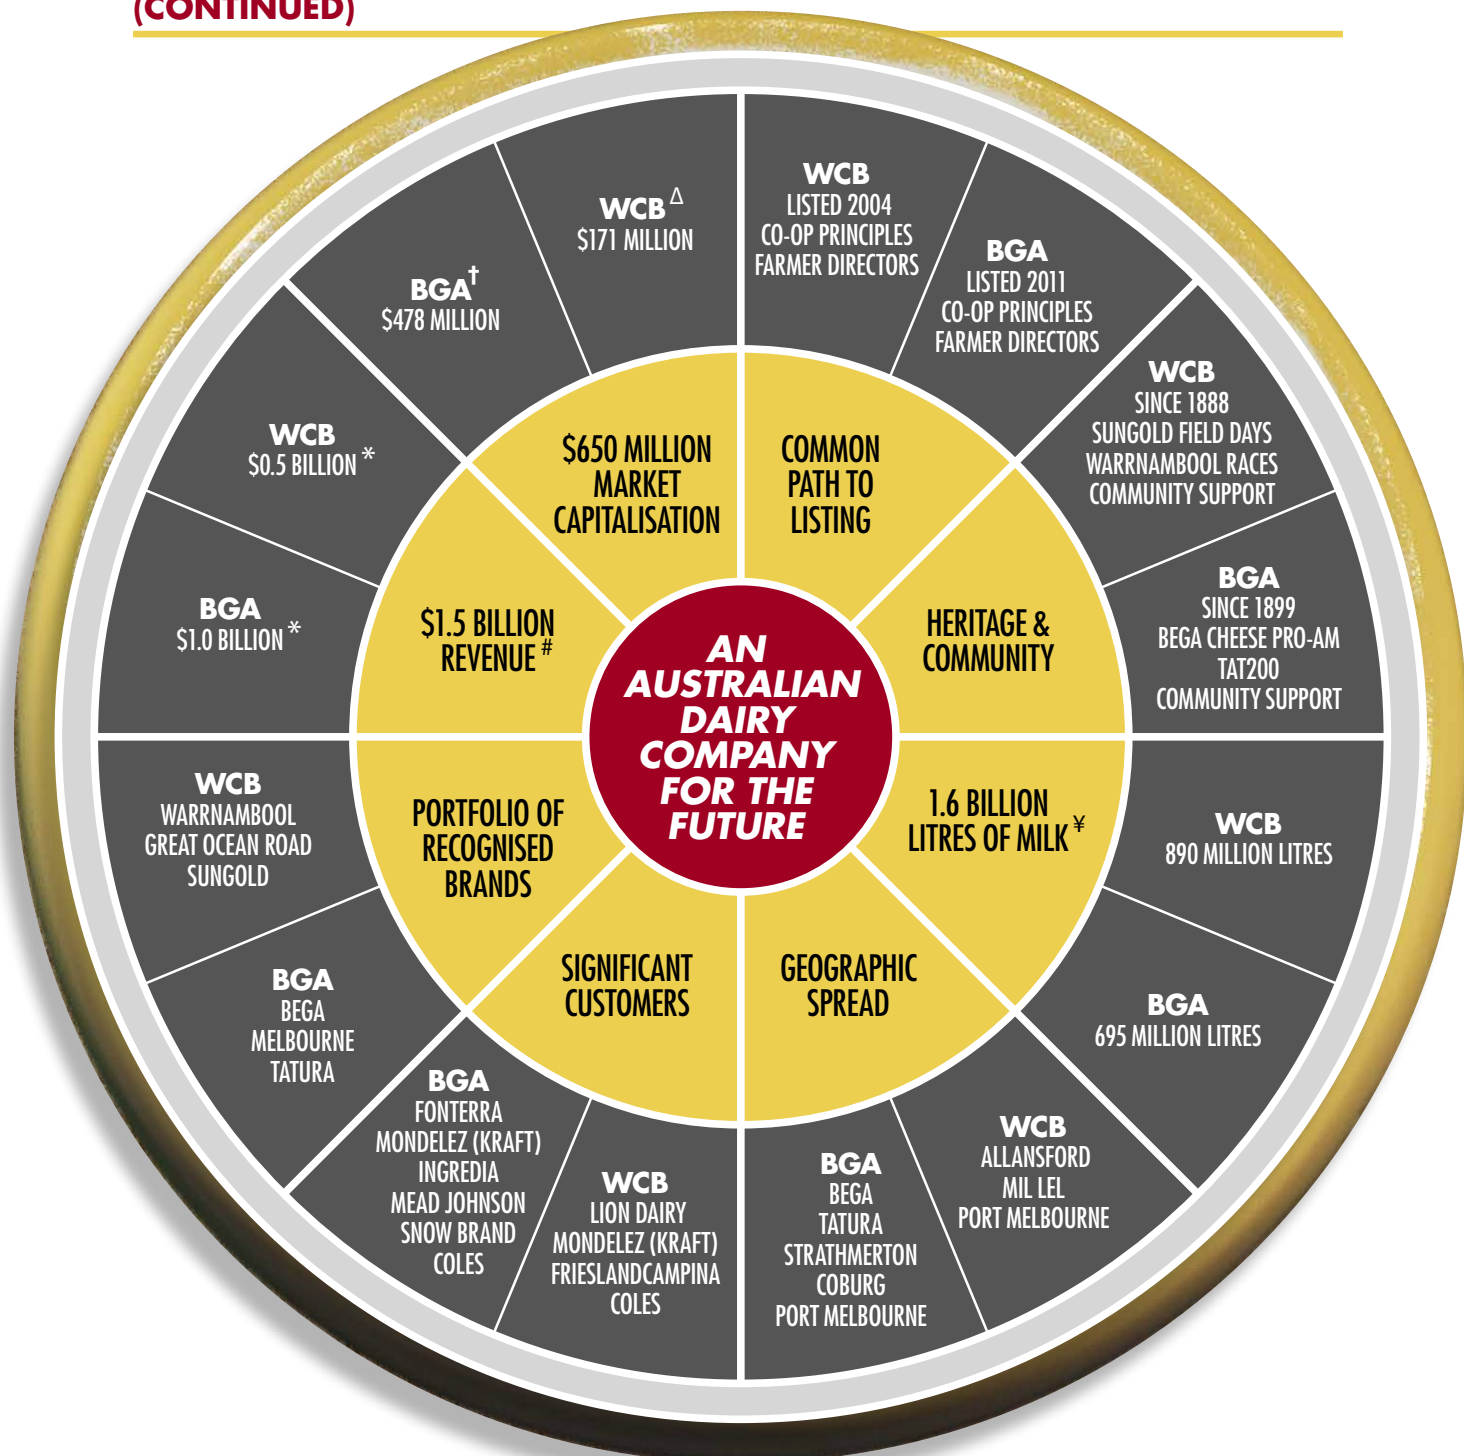 (CONTINUED)
WCB Δ
$171 MILLION
WCB
LISTED 2004
CO-OP PRINCIPLES
FARMER DIRECTORS
BGA†
$478 MILLION
BGA
LISTED 2011
CO-OP PRINCIPLES
FARMER DIRECTORS
WCB
$0.5 BILLION *
WCB
SINCE 1888
SUNGOLD FIELD DAYS
WARRNAMBOOL RACES
COMMUNITY SUPPORT
BGA
$1.0 BILLION *
BGA
SINCE 1899
BEGA CHEESE PRO-AM
TAT200
COMMUNITY SUPPORT
$650 MILLION
MARKET
CAPITALISATION
COMMON
PATH TO
LISTING
$1.5 BILLION
REVENUE #
HERITAGE &
COMMUNITY
AN
AUSTRALIAN
DAIRY
COMPANY
FOR THE
FUTURE
PORTFOLIO OF
RECOGNISED
BRANDS
1.6 BILLION
LITRES OF MILK ¥
SIGNIFICANT
CUSTOMERS
GEOGRAPHIC
SPREAD
WCB
WARRNAMBOOL
GREAT OCEAN ROAD
SUNGOLD
WCB
890 MILLION LITRES
BGA
BEGA
MELBOURNE
TATURA
BGA
695 MILLION LITRES
BGA
FONTERRA
MONDELEZ (KRAFT)
INGREDIA
MEAD JOHNSON
SNOW BRAND
COLES
WCB
LION DAIRY
MONDELEZ (KRAFT)
FRIESLANDCAMPINA
COLES
BGA
BEGA
TATURA
STRATHMERTON
COBURG
PORT MELBOURNE
WCB
ALLANSFORD
MIL LEL
PORT MELBOURNE